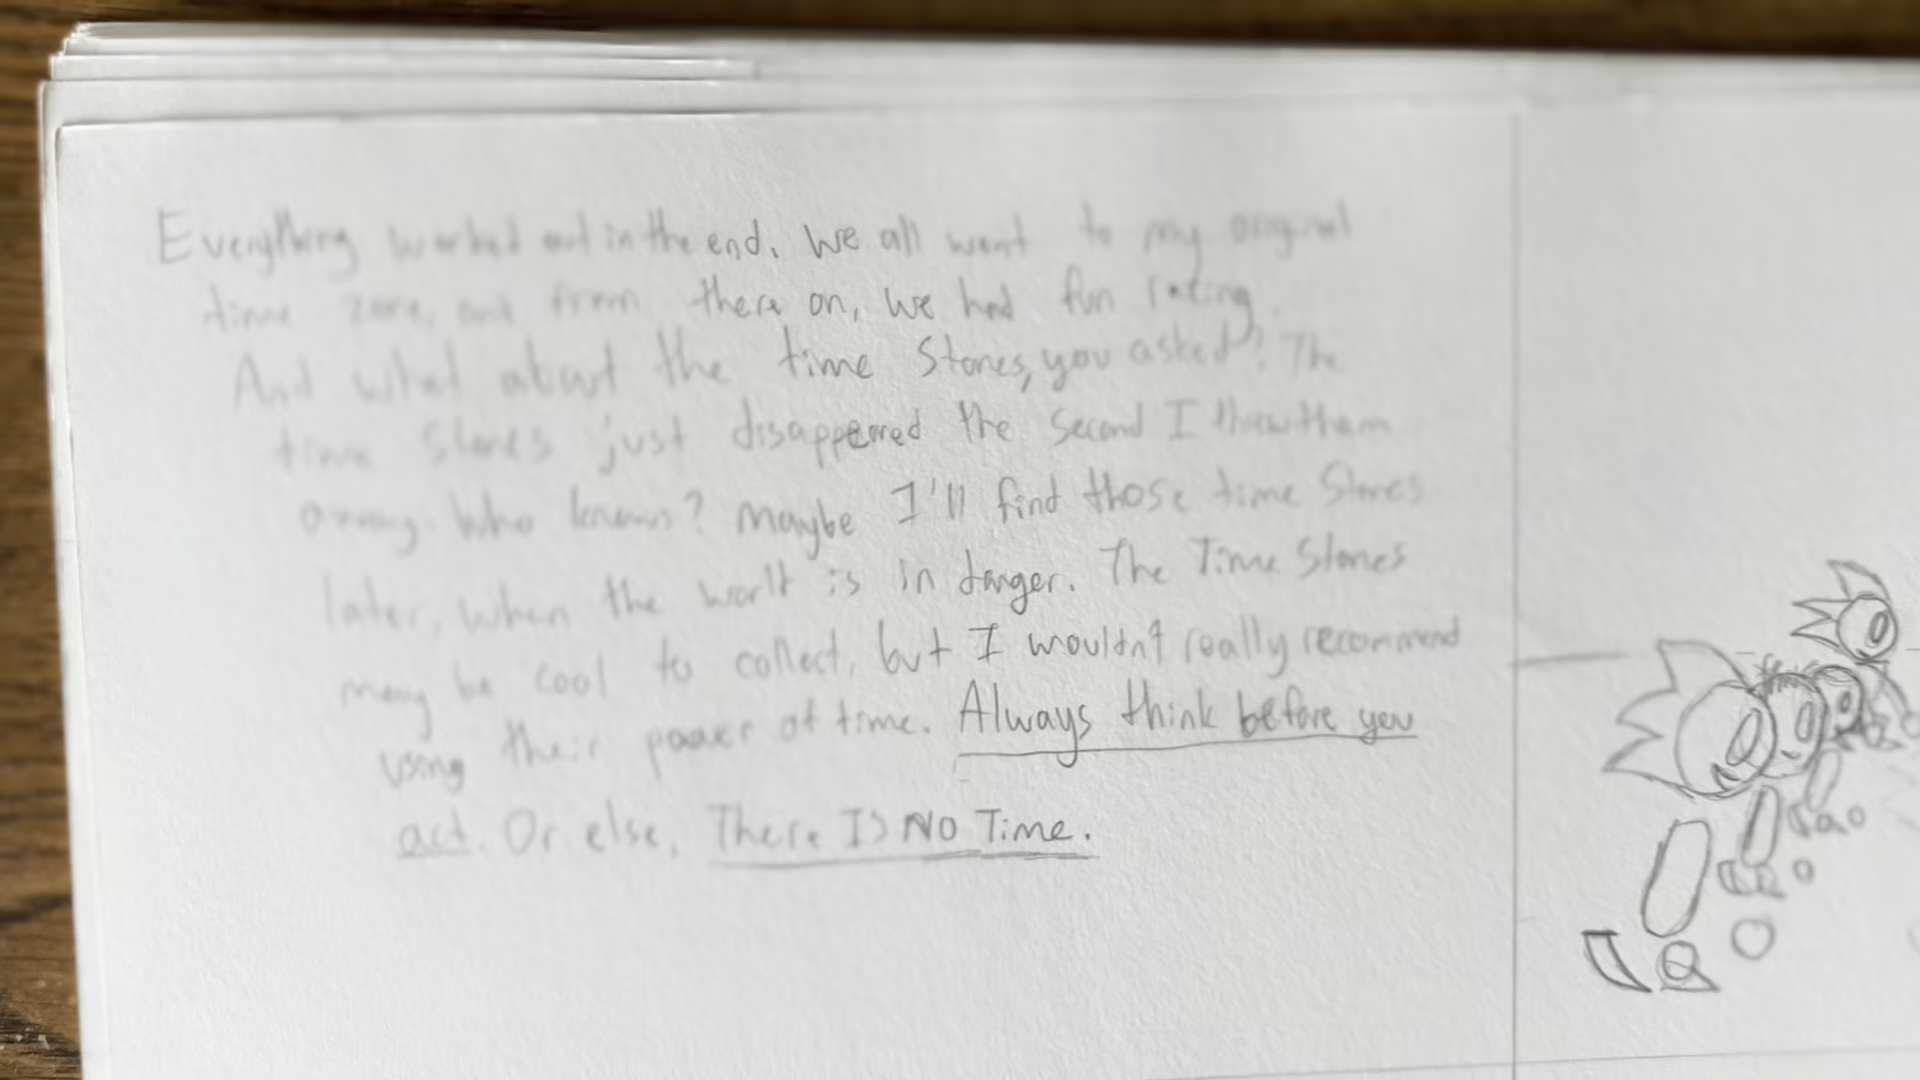 Everything worked out in the end. We all went to my original
time zone, and from there on, we had fun racing.
And what about the time Stones, you asked? The
time Stones just disappeared the second I threw them
away. Who knows? Maybe I'll find those time Stones
later, when the world is in danger. The Time Stones
may be cool to collect, but I wouldn't really recommend
using their power of time. Always think before you
act. Or else, There IS NO Time.